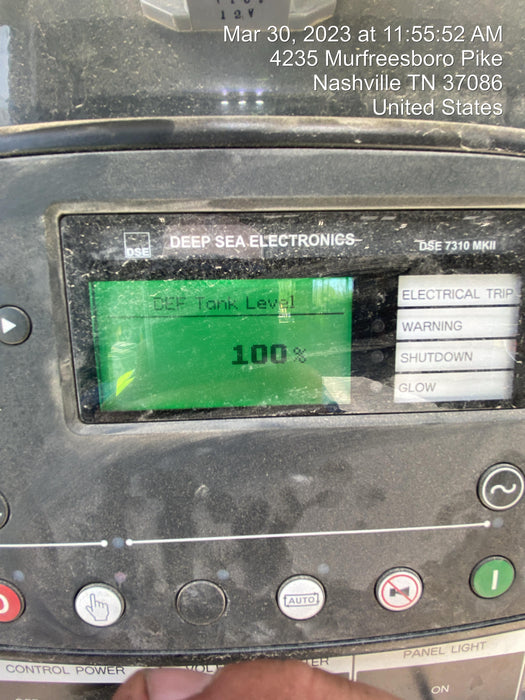 12V
Mar 30, 2023 at 11:55:52 AM
4235 Murfreesboro Pike
Nashville TN 37086
United States
DSE
DEEP SEA ELECTRONICS
DSE 7310 MKII
DEF Tank Level
100%
ELECTRICAL TRIP
WARNING
SHUTDOWN
GLOW
AUTO
CONTROL POWER
PANEL LIGHT
ON